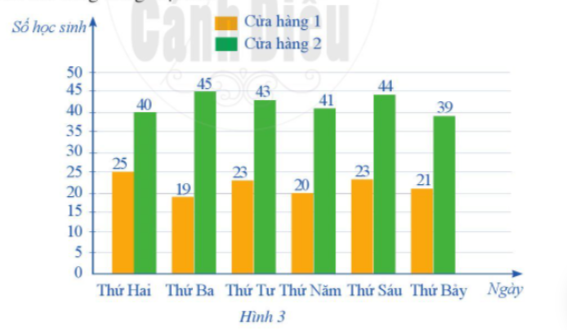 Số học sinh
Cánh Diều
Cửa hàng 1
Cửa hàng 2
50
45
40
35
30
25
20
15
10
5
0
25 40 19 45 23 43 20 41 23 44 21 39
Thứ Hai Thứ Ba Thứ Tư Thứ Năm Thứ Sáu Thứ Bảy Ngày
Hình 3